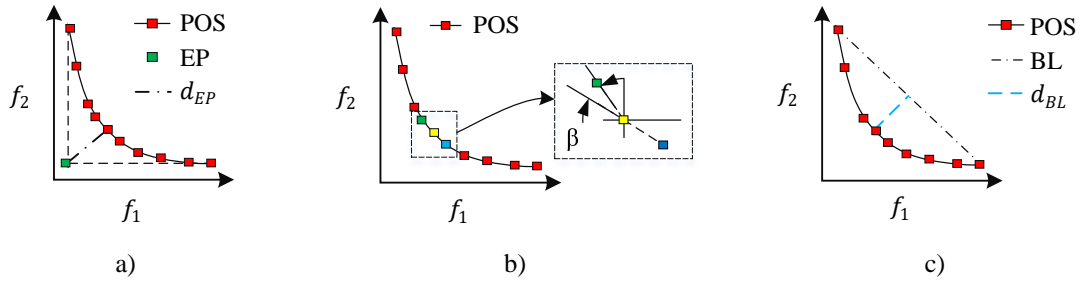 POS
EP
d_EP
f_2
f_1
a)
POS
f_2
β
f_1
b)
POS
BL
d_BL
f_2
f_1
c)